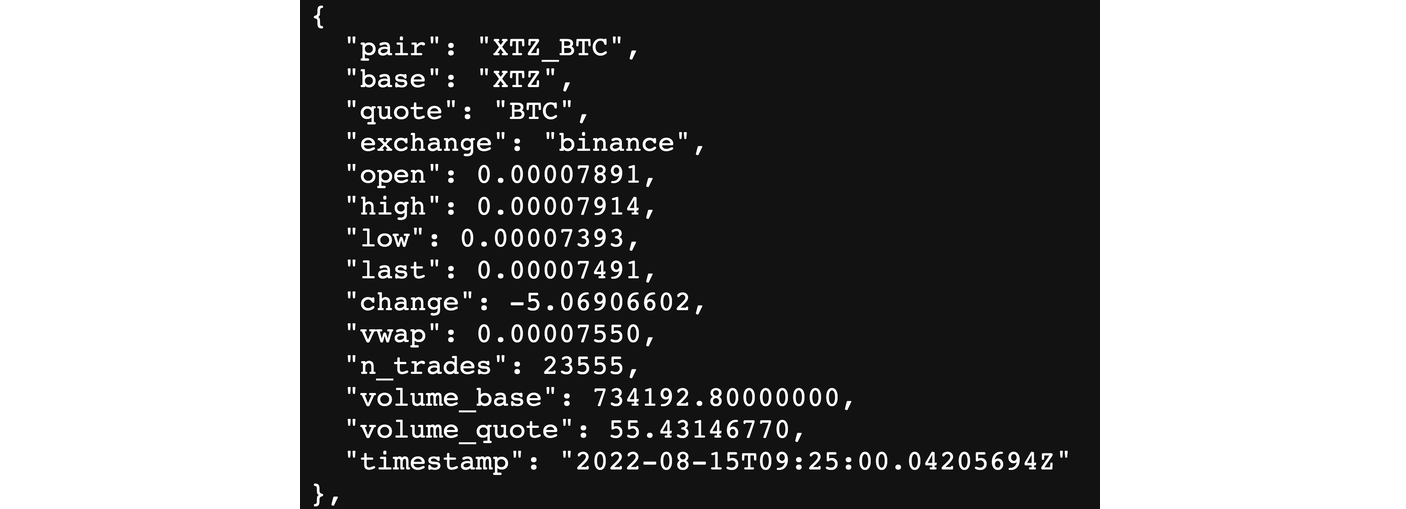 {
"pair": "XTZ_BTC",
"base": "XTZ",
"quote": "BTC",
"exchange": "binance",
"open": 0.00007891,
"high": 0.00007914,
"low": 0.00007393,
"last": 0.00007491,
"change": -5.06906602,
"vwap": 0.00007550,
"n_trades": 23555,
"volume_base": 734192.80000000,
"volume_quote": 55.43146770,
"timestamp": "2022-08-15T09:25:00.04205694Z"
},